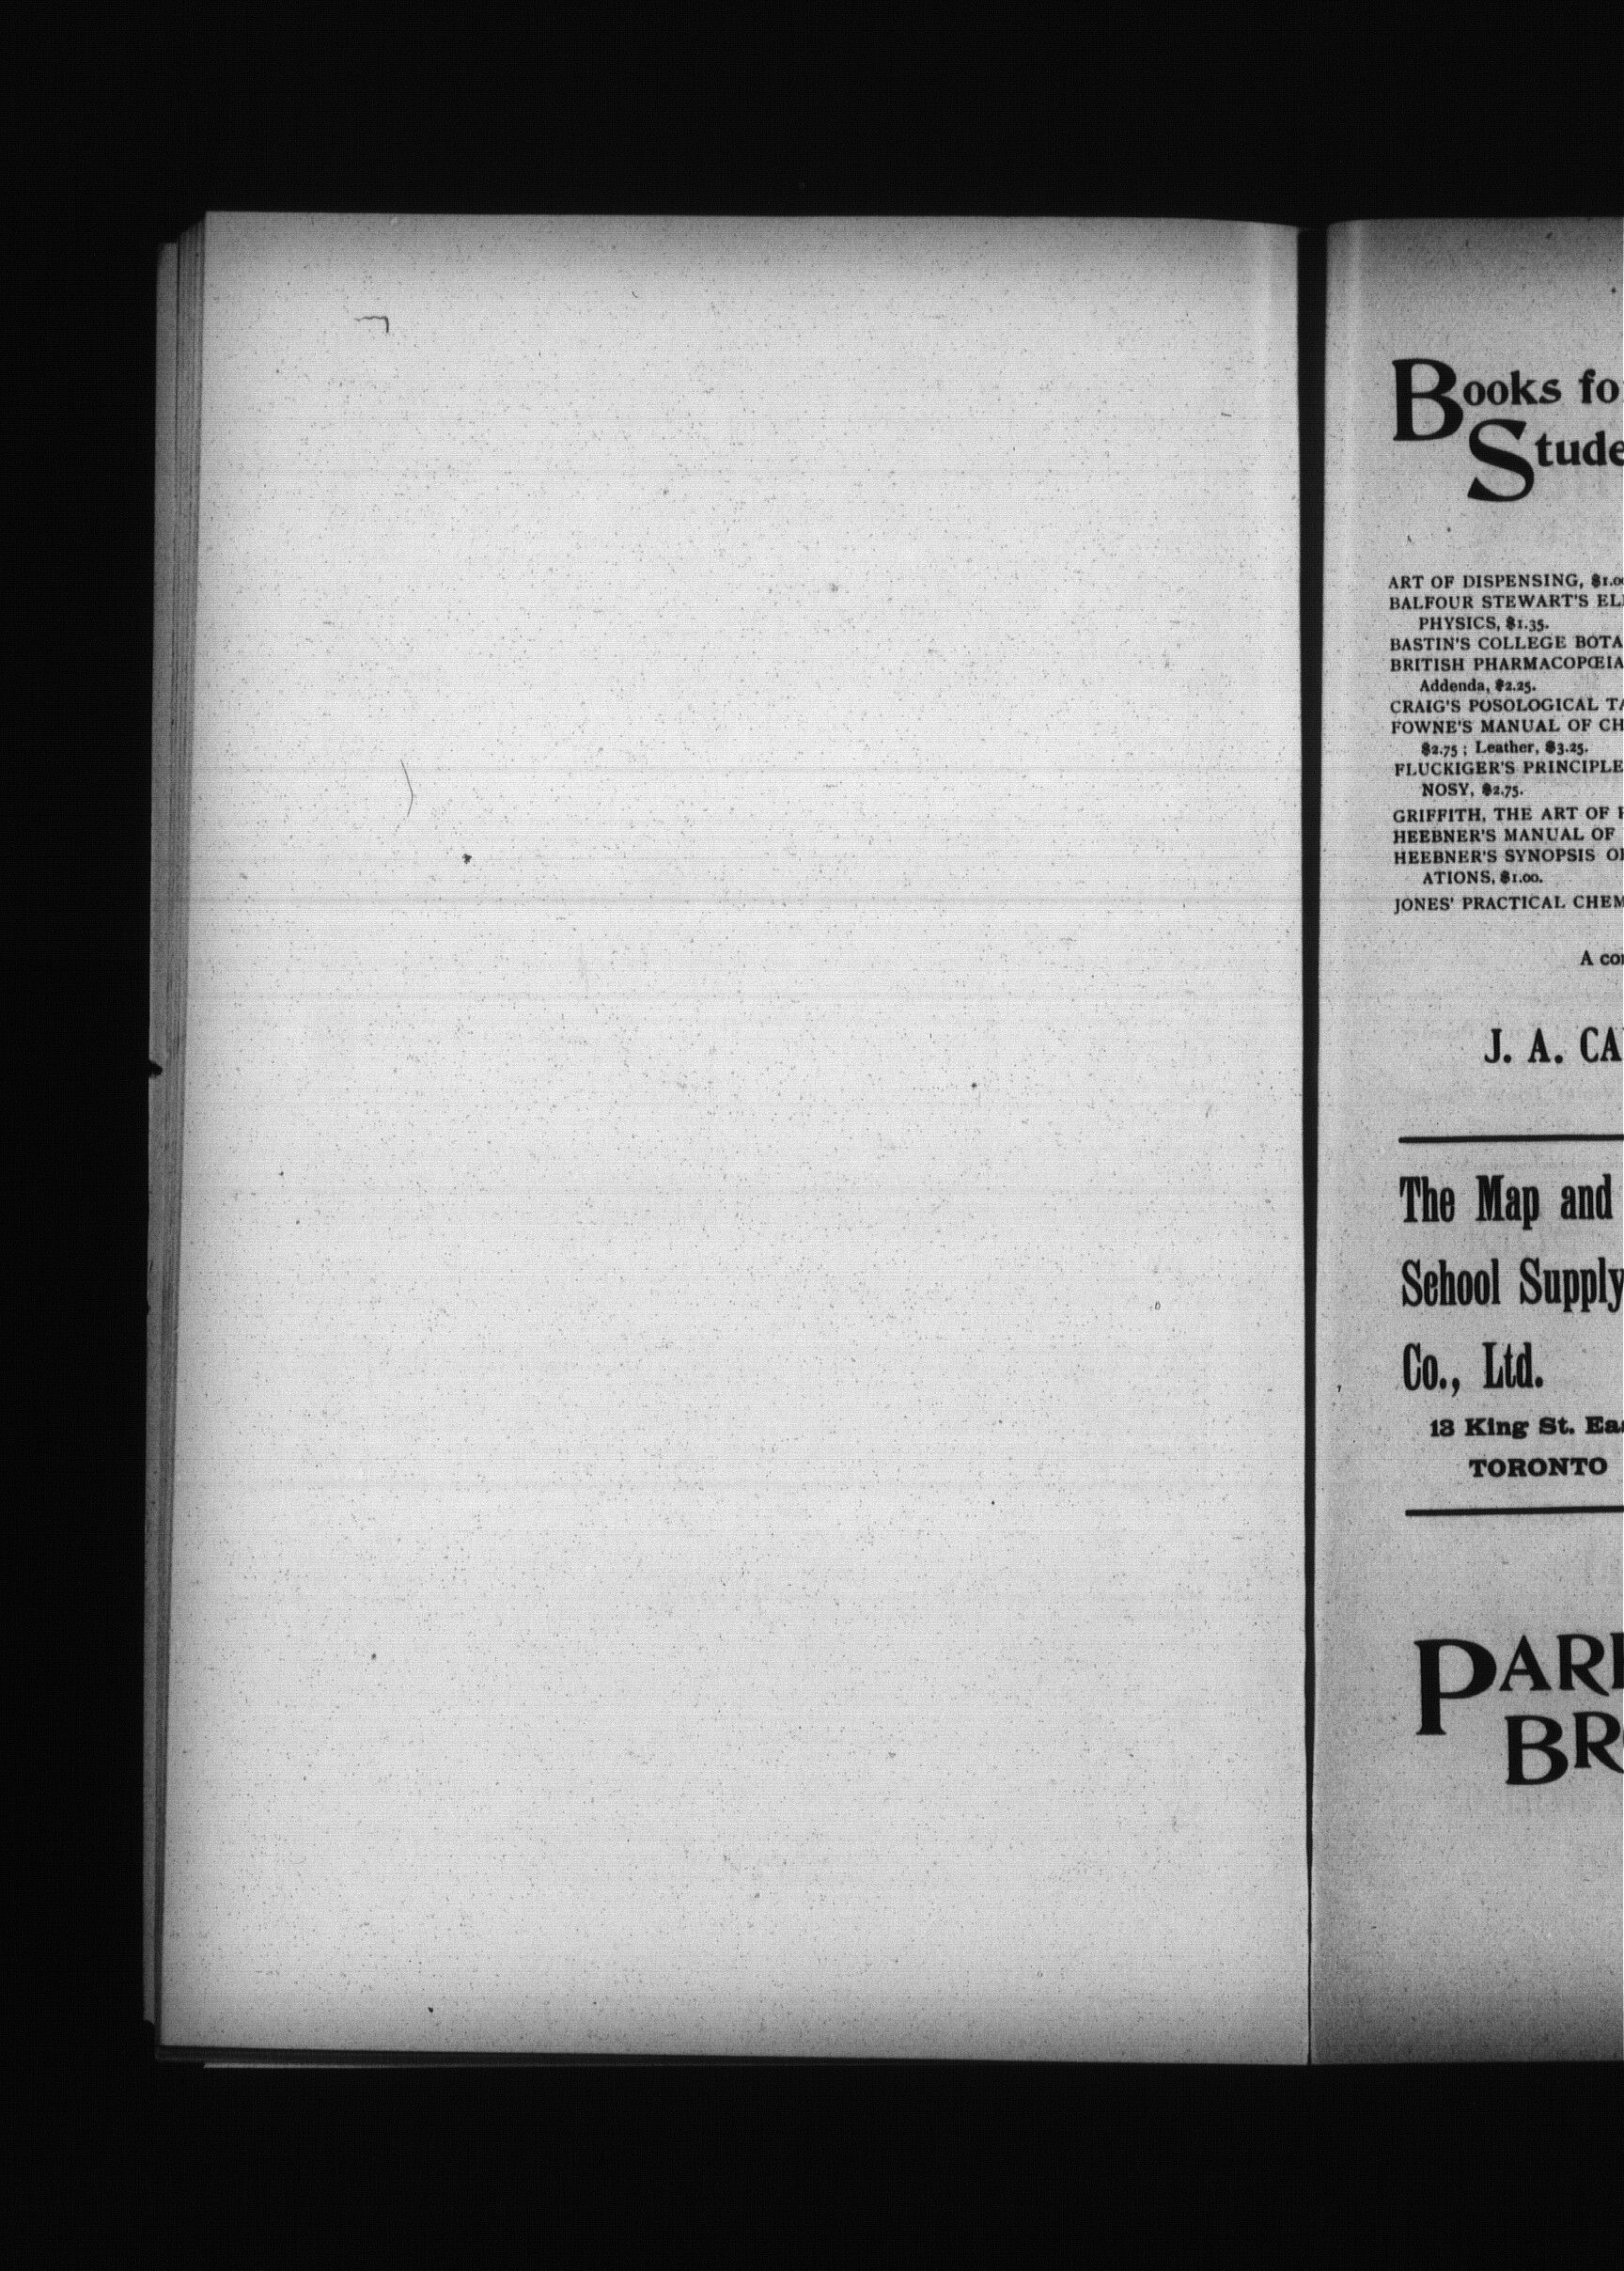 Books fo
Stude
ART OF DISPENSING, $1.00
BALFOUR STEWART'S EL
PHYSICS, $1.35.
BASTIN'S COLLEGE BOTA
BRITISH PHARMACOPŒIA
Addenda, $2.25.
CRAIG'S POSOLOGICAL TA
FOWNE'S MANUAL OF CH
$2.75 ; Leather, $3.25.
FLUCKIGER'S PRINCIPLE
NOSY, $2.75.
GRIFFITH, THE ART OF
HEEBNER'S MANUAL OF
HEEBNER'S SYNOPSIS O
ATIONS, $1.00.
JONES' PRACTICAL CHEM
A co
J. A. CA
The Map and
School Supply
Co., Ltd.
13 King St. Eas
TORONTO
PAR
BR